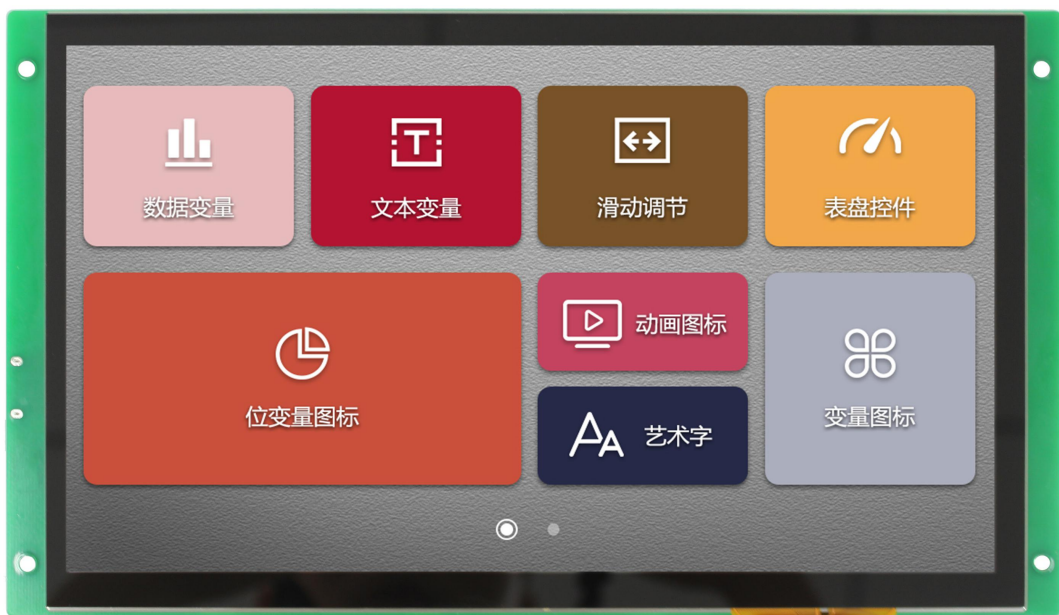 数据变量
文本变量
滑动调节
表盘控件
位变量图标
动画图标
艺术字
变量图标